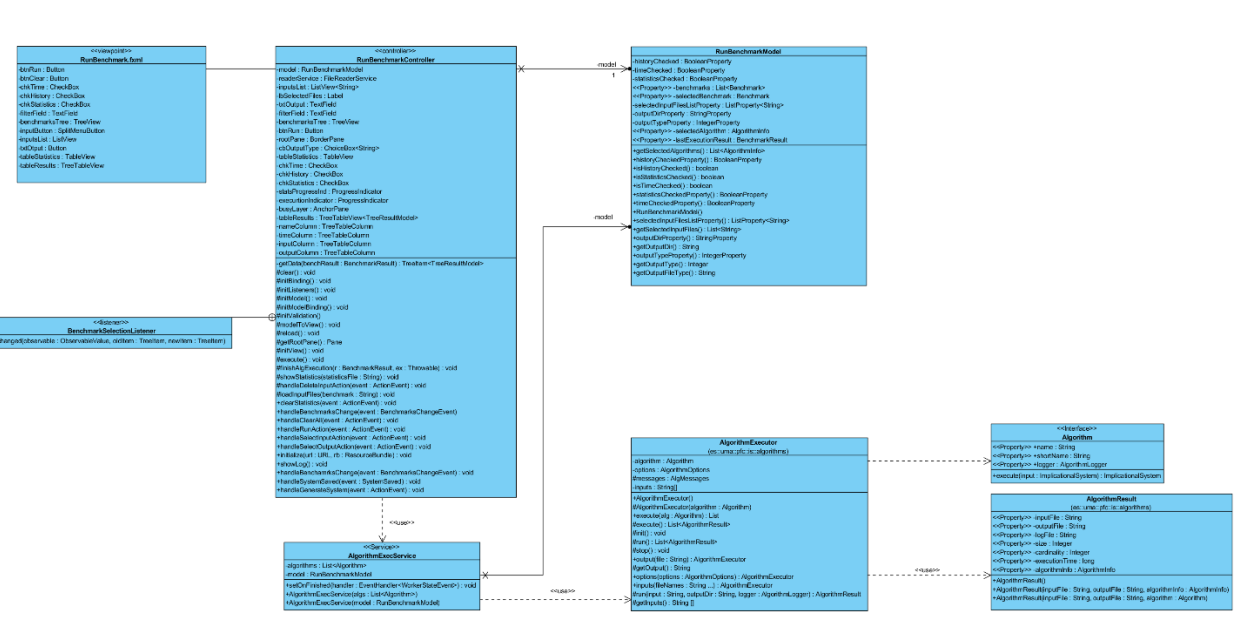 <<viewpoint>>
RunBenchmark.fxml
-btnRun : Button
-btnClear : Button
-chkTime : CheckBox
-chkHistory : CheckBox
-chkStatistics : CheckBox
-filterField : TextField
-benchmarksTree : TreeView
-inputButton : SplitMenuButton
-inputsList : ListView
-txtOtput : Button
-tableStatistics : TableView
-tableResults : TreeTableView
<<controller>>
RunBenchmarkController
-model : RunBenchmarkModel
-readerService : FileReaderService
-inputsList : ListView<String>
-lbSelectedFiles : Label
-txtOutput : TextField
-filterField : TextField
-benchmarksTree : TreeView
-btnRun : Button
-rootPane : BorderPane
-cbOutputType : ChoiceBox<String>
-tableStatistics : TableView
-chkTime : CheckBox
-chkHistory : CheckBox
-chkStatistics : CheckBox
-statsProgressInd : ProgressIndicator
-executionIndicator : ProgressIndicator
-busyLayer : AnchorPane
-tableResults : TreeTableView<TreeResultModel>
-nameColumn : TreeTableColumn
-timeColumn : TreeTableColumn
-inputColumn : TreeTableColumn
-outputColumn : TreeTableColumn
-getData(benchResult : BenchmarkResult) : TreeItem<TreeResultModel>
#clear() : void
#initBinding() : void
#initListeners() : void
#initModel() : void
#initModelBinding() : void
#initValidation()
#modelToView() : void
#reload() : void
#getRootPane() : Pane
#initView() : void
#execute() : void
#finishAlgExecution(r : BenchmarkResult, ex : Throwable) : void
#showStatistics(statisticsFile : String) : void
#handleDeleteInputAction(event : ActionEvent) : void
#loadInputFiles(benchmark : String) : void
+clearStatistics(event : ActionEvent) : void
+handleBenchmarksChange(event : BenchmarksChangeEvent)
+handleClearAll(event : ActionEvent) : void
+handleRunAction(event : ActionEvent) : void
+handleSelectInputAction(event : ActionEvent) : void
+handleSelectOutputAction(event : ActionEvent) : void
+initialize(url : URL, rb : ResourceBundle) : void
+showLog() : void
+handleBenchamrksChange(event : BenchmarksChangeEvent) : void
+handleSystemSaved(event : SystemSaved) : void
+handleGenerateSystem(event : ActionEvent) : void
-model
1
RunBenchmarkModel
-historyChecked : BooleanProperty
-timeChecked : BooleanProperty
-statisticsChecked : BooleanProperty
<<Property>> -benchmarks : List<Benchmark>
<<Property>> -selectedBenchmark : Benchmark
-selectedInputFilesListProperty : ListProperty<String>
-outputDirProperty : StringProperty
-outputTypeProperty : IntegerProperty
<<Property>> -selectedAlgorithm : AlgorithmInfo
<<Property>> -lastExecutionResult : BenchmarkResult
+getSelectedAlgorithms() : List<AlgorithmInfo>
+historyCheckedProperty() : BooleanProperty
+isHistoryChecked() : boolean
+isStatisticsChecked() : boolean
+isTimeChecked() : boolean
+statisticsCheckedProperty() : BooleanProperty
+timeCheckedProperty() : BooleanProperty
+RunBenchmarkModel()
+selectedInputFilesListProperty() : ListProperty<String>
+getSelectedInputFiles() : List<String>
+outputDirProperty() : StringProperty
+getOutputDir() : String
+outputTypeProperty() : IntegerProperty
+getOutputType() : Integer
+getOutputFileType() : String
-model
<<listener>>
BenchmarkSelectionListener
changed(observable : ObservableValue, oldItem : TreeItem, newItem : TreeItem)
<<use>>
<<Service>>
AlgorithmExecService
-algorithms : List<Algorithm>
-model : RunBenchmarkModel
+setOnFinished(handler : EventHandler<WorkerStateEvent>) : void
+AlgorithmExecService(algs : List<Algorithm>)
+AlgorithmExecService(model : RunBenchmarkModel)
<<use>>
AlgorithmExecutor
(es::uma::pfc::is::algorithms)
-algorithm : Algorithm
-options : AlgorithmOptions
#messages : AlgMessages
-inputs : String[]
+AlgorithmExecutor()
#AlgorithmExecutor(algorithm : Algorithm)
+execute(alg : Algorithm) : List
#execute() : List<AlgorithmResult>
#init() : void
#run() : List<AlgorithmResult>
#stop() : void
+output(file : String) : AlgorithmExecutor
#getOutput() : String
+options(options : AlgorithmOptions) : AlgorithmExecutor
+inputs(fileNames : String ...) : AlgorithmExecutor
#run(input : String, outputDir : String, logger : AlgorithmLogger) : AlgorithmResult
#getInputs() : String []
<<use>>
<<Interface>>
Algorithm
<<Property>> +name : String
<<Property>> +shortName : String
<<Property>> +logger : AlgorithmLogger
+execute(input : ImplicationalSystem) : ImplicationalSystem
AlgorithmResult
(es::uma::pfc::is::algorithms)
<<Property>> -inputFile : String
<<Property>> -outputFile : String
<<Property>> -logFile : String
<<Property>> -size : Integer
<<Property>> -cardinality : Integer
<<Property>> -executionTime : long
<<Property>> -algorithmInfo : AlgorithmInfo
+AlgorithmResult()
+AlgorithmResult(inputFile : String, outputFile : String, algorithmInfo : AlgorithmInfo)
+AlgorithmResult(inputFile : String, outputFile : String, algorithm : Algorithm)